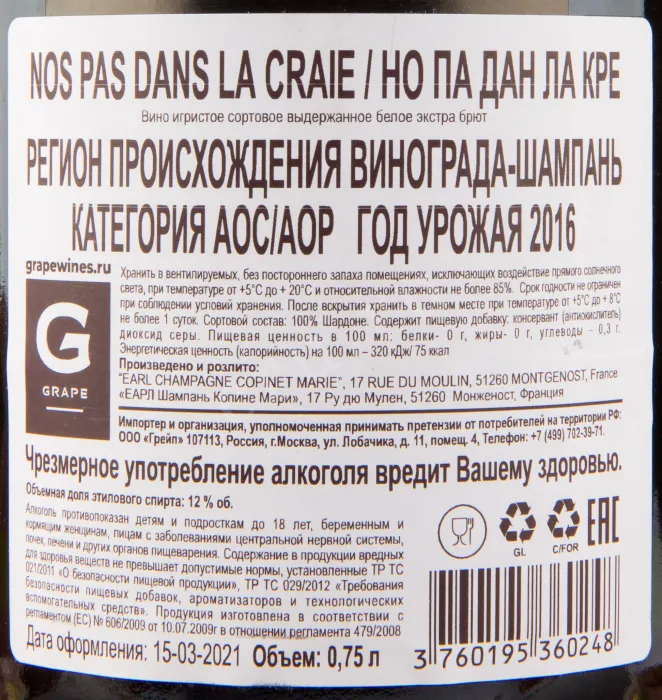 NOS PAS DANS LA CRAIE / НО ПА ДАН ЛА КРЕ
Вино игристое сортовое выдержанное белое экстра брют
РЕГИОН ПРОИСХОЖДЕНИЯ ВИНОГРАДА-ШАМПАНЬ
КАТЕГОРИЯ AOC/AOP ГОД УРОЖАЯ 2016
grapewines.ru
G
GRAPE
Хранить в вентилируемых, без постороннего запаха помещениях, исключающих воздействие прямого солнечного
света, при температуре от +5°С до + 20°С и относительной влажности не более 85%. Срок годности не ограничен
при соблюдении условий хранения. После вскрытия хранить в темном месте при температуре от +5°С до + 8°С
не более 1 суток. Сортовой состав: 100% Шардоне. Содержит пищевую добавку: консервант (антиокислитель)
диоксид серы. Пищевая ценность в 100 мл: белки- 0 г, жиры- 0 г, углеводы – 0,3 г.
Энергетическая ценность (калорийность) на 100 мл – 320 кДж/ 75 ккал
Произведено и розлито:
"EARL CHAMPAGNE COPINET MARIE", 17 RUE DU MOULIN, 51260 MONTGENOST, France
«ЕАРЛ Шампань Копине Мари», 17 Ру дю Мулен, 51260 Монженост, Франция
Импортер и организация, уполномоченная принимать претензии от потребителей на территории РФ:
ООО «Грейп» 107113, Россия, г.Москва, ул. Лобачика, д. 11, помещ. 4, Телефон: +7 (499) 702-39-71.
Чрезмерное употребление алкоголя вредит Вашему здоровью.
Объемная доля этилового спирта: 12 % об.
Алкоголь противопоказан детям и подросткам до 18 лет, беременным и
кормящим женщинам, лицам с заболеваниями центральной нервной системы,
почек, печени и других органов пищеварения. Содержание в продукции вредных
для здоровья веществ не превышает допустимые нормы, установленные ТР ТС
021/2011 «О безопасности пищевой продукции», ТР ТС 029/2012 «Требования
безопасности пищевых добавок, ароматизаторов и технологических
вспомогательных средств». Продукция изготовлена в соответствии с
регламентом (ЕС) № 606/2009 от 10.07.2009г в отношении регламента 479/2008
GL
C/FOR
EAC
Дата оформления: 15-03-2021 Объем: 0,75 л
3 760195 360248